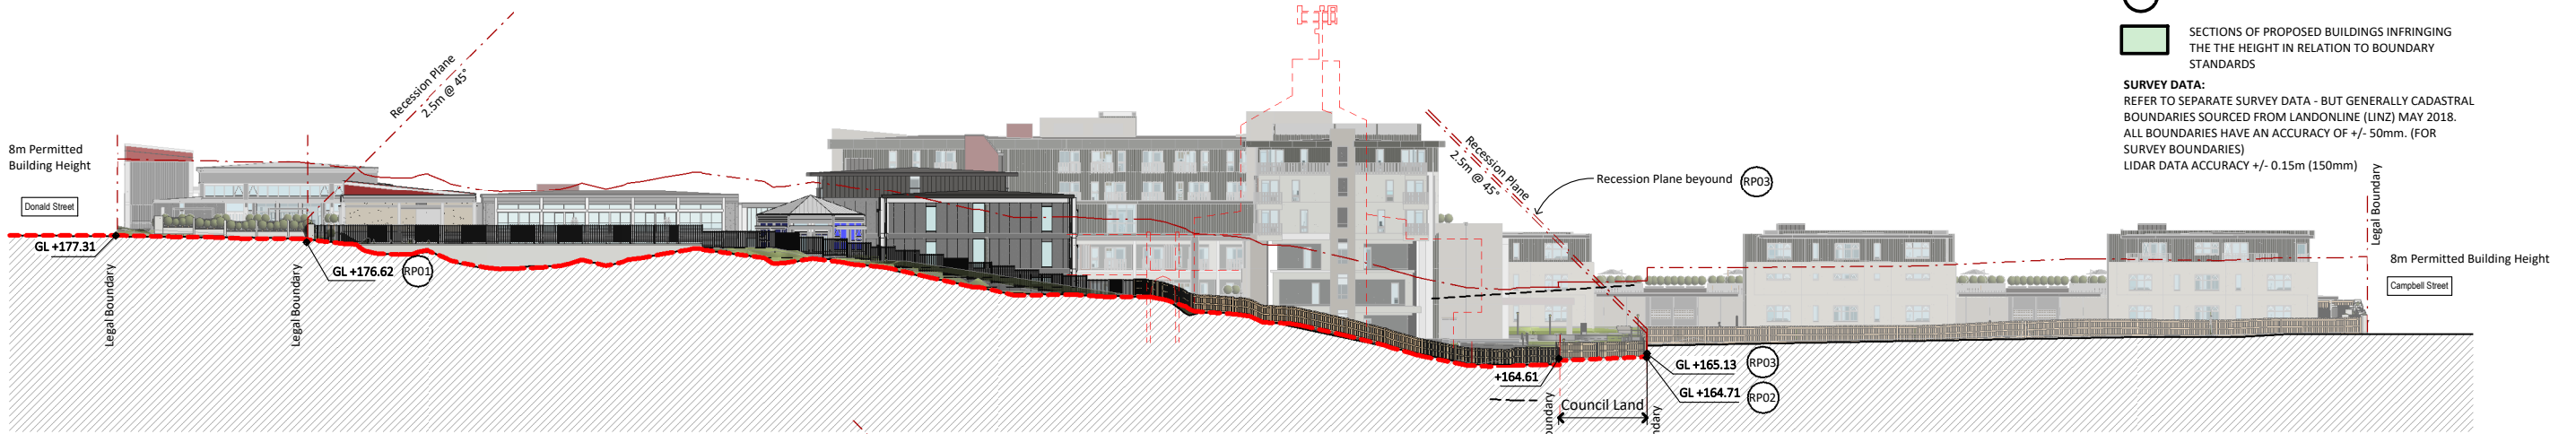 8m Permitted
Building Height
Donald Street
GL +177.31
Legal Boundary
Legal Boundary
GL +176.62
RP01
Recession Plane
2.5m @ 45°
Recession Plane
2.5m @ 45°
Recession Plane beyound
RP03
+164.61
Council Land
oundary
ndary
GL +165.13
RP03
GL +164.71
RP02
SECTIONS OF PROPOSED BUILDINGS INFRINGING
THE THE HEIGHT IN RELATION TO BOUNDARY
STANDARDS
SURVEY DATA:
REFER TO SEPARATE SURVEY DATA - BUT GENERALLY CADASTRAL
BOUNDARIES SOURCED FROM LANDONLINE (LINZ) MAY 2018.
ALL BOUNDARIES HAVE AN ACCURACY OF +/- 50mm. (FOR
SURVEY BOUNDARIES)
LIDAR DATA ACCURACY +/- 0.15m (150mm)
Legal Boundary
8m Permitted Building Height
Campbell Street